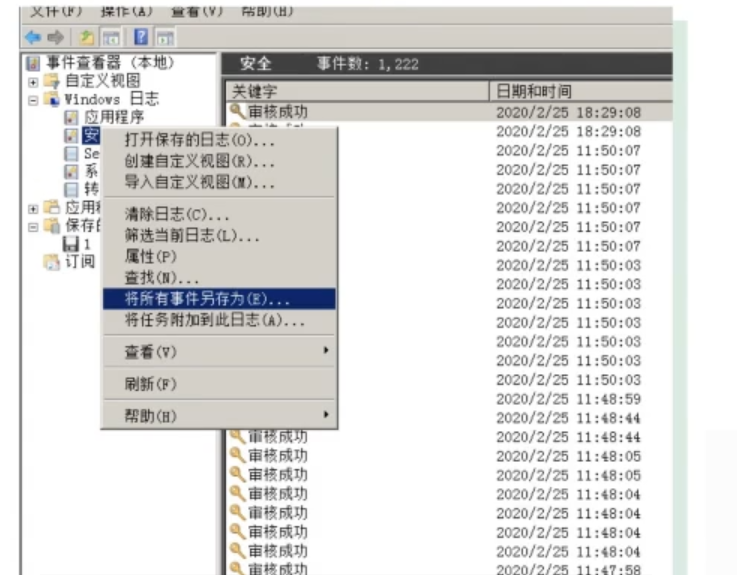 文件(F) 操作(A) 查看(V) 帮助(H)
事件查看器 (本地)
自定义视图
Windows 日志
应用程序
安
Se
系
转
应用
保存的
1
订阅
安全 事件数: 1,222
关键字 日期和时间
审核成功 2020/2/25 18:29:08
2020/2/25 18:29:08
2020/2/25 11:50:07
2020/2/25 11:50:07
2020/2/25 11:50:07
2020/2/25 11:50:07
2020/2/25 11:50:07
2020/2/25 11:50:07
2020/2/25 11:50:03
2020/2/25 11:50:03
2020/2/25 11:50:03
2020/2/25 11:50:03
2020/2/25 11:50:03
2020/2/25 11:50:03
2020/2/25 11:50:03
2020/2/25 11:48:59
2020/2/25 11:48:44
审核成功 2020/2/25 11:48:44
审核成功 2020/2/25 11:48:05
审核成功 2020/2/25 11:48:05
审核成功 2020/2/25 11:48:04
审核成功 2020/2/25 11:48:04
审核成功 2020/2/25 11:48:04
审核成功 2020/2/25 11:48:04
审核成功 2020/2/25 11:47:58
打开保存的日志(O)...
创建自定义视图(R)...
导入自定义视图(M)...
清除日志(C)...
筛选当前日志(L)...
属性(P)
查找(N)...
将所有事件另存为(E)...
将任务附加到此日志(A)...
查看(V)
刷新(F)
帮助(H)